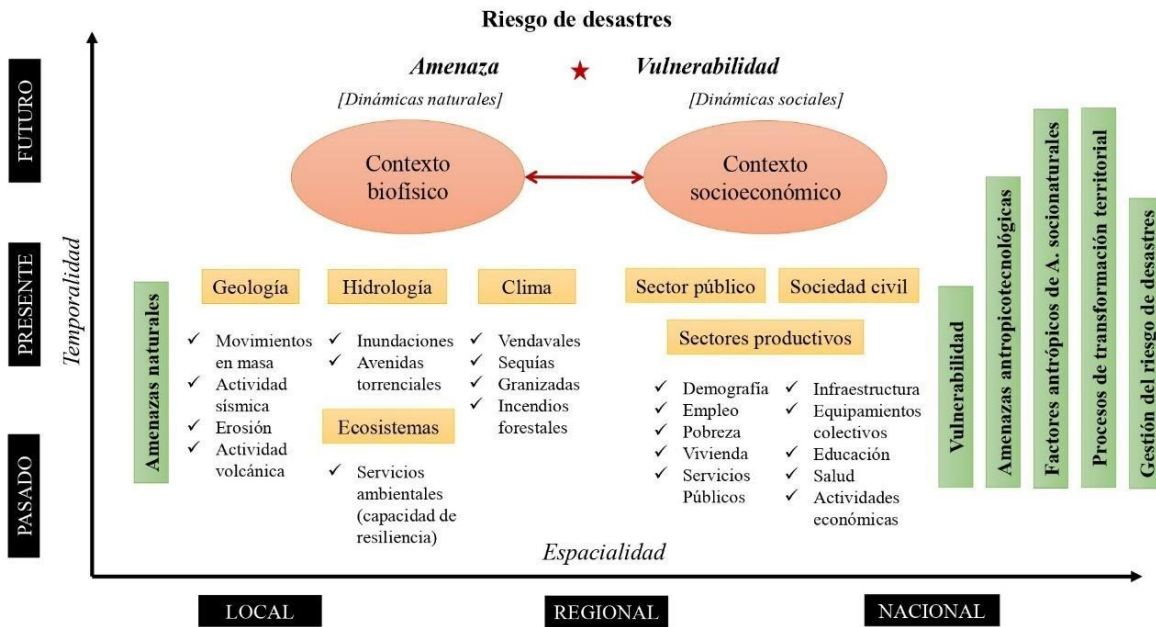 Riesgo de desastres
Amenaza
Vulnerabilidad
[Dinámicas naturales]
[Dinámicas sociales]
Contexto
biofísico
Contexto
socioeconómico
FUTURO
PRESENTE
PASADO
Temporalidad
Amenazas naturales
Geología
✓ Movimientos
en masa
✓ Actividad
sísmica
✓ Erosión
✓ Actividad
volcánica
Hidrología
✓ Inundaciones
✓ Avenidas
torrenciales
Ecosistemas
✓ Servicios
ambientales
(capacidad de
resiliencia)
Clima
✓ Vendavales
✓ Sequías
✓ Granizadas
✓ Incendios
forestales
Sector público
Sociedad civil
Sectores productivos
✓ Demografía
✓ Empleo
✓ Pobreza
✓ Vivienda
✓ Servicios
Públicos
✓ Infraestructura
✓ Equipamientos
colectivos
✓ Educación
✓ Salud
✓ Actividades
económicas
Vulnerabilidad
Amenazas antropicotecnológicas
Factores antrópicos de A. socionaturales
Procesos de transformación territorial
Gestión del riesgo de desastres
Espacialidad
LOCAL
REGIONAL
NACIONAL